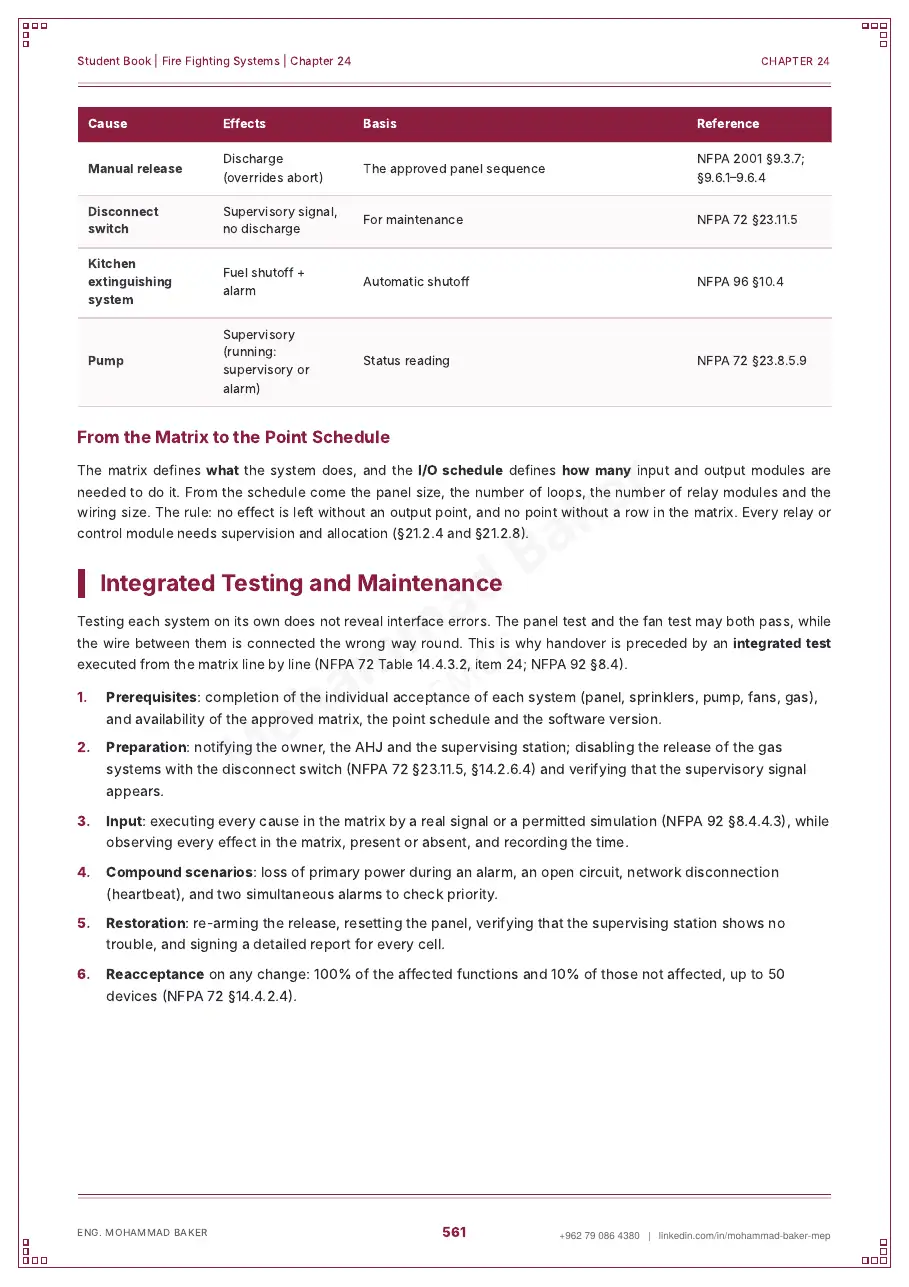 Student Book | Fire Fighting Systems | Chapter 24
CHAPTER 24
Cause Effects Basis Reference
Manual release
Discharge
(overrides abort)
The approved panel sequence
NFPA 2001 §9.3.7;
§9.6.1–9.6.4
Disconnect
switch
Supervisory signal,
no discharge
For maintenance
NFPA 72 §23.11.5
Kitchen
extinguishing
system
Fuel shutoff +
alarm
Automatic shutoff
NFPA 96 §10.4
Pump
Supervisory
(running:
supervisory or
alarm)
Status reading
NFPA 72 §23.8.5.9
From the Matrix to the Point Schedule
The matrix defines what the system does, and the I/O schedule defines how many input and output modules are
needed to do it. From the schedule come the panel size, the number of loops, the number of relay modules and the
wiring size. The rule: no effect is left without an output point, and no point without a row in the matrix. Every relay or
control module needs supervision and allocation (§21.2.4 and §21.2.8).
Integrated Testing and Maintenance
Testing each system on its own does not reveal interface errors. The panel test and the fan test may both pass, while
the wire between them is connected the wrong way round. This is why handover is preceded by an integrated test
executed from the matrix line by line (NFPA 72 Table 14.4.3.2, item 24; NFPA 92 §8.4).
1. Prerequisites: completion of the individual acceptance of each system (panel, sprinklers, pump, fans, gas),
and availability of the approved matrix, the point schedule and the software version.
2. Preparation: notifying the owner, the AHJ and the supervising station; disabling the release of the gas
systems with the disconnect switch (NFPA 72 §23.11.5, §14.2.6.4) and verifying that the supervisory signal
appears.
3. Input: executing every cause in the matrix by a real signal or a permitted simulation (NFPA 92 §8.4.4.3), while
observing every effect in the matrix, present or absent, and recording the time.
4. Compound scenarios: loss of primary power during an alarm, an open circuit, network disconnection
(heartbeat), and two simultaneous alarms to check priority.
5. Restoration: re-arming the release, resetting the panel, verifying that the supervising station shows no
trouble, and signing a detailed report for every cell.
6. Reacceptance on any change: 100% of the affected functions and 10% of those not affected, up to 50
devices (NFPA 72 §14.4.2.4).
Mohammad Baker
ENG. MOHAMMAD BAKER
561
+962 79 086 4380 | linkedin.com/in/mohammad-baker-mep